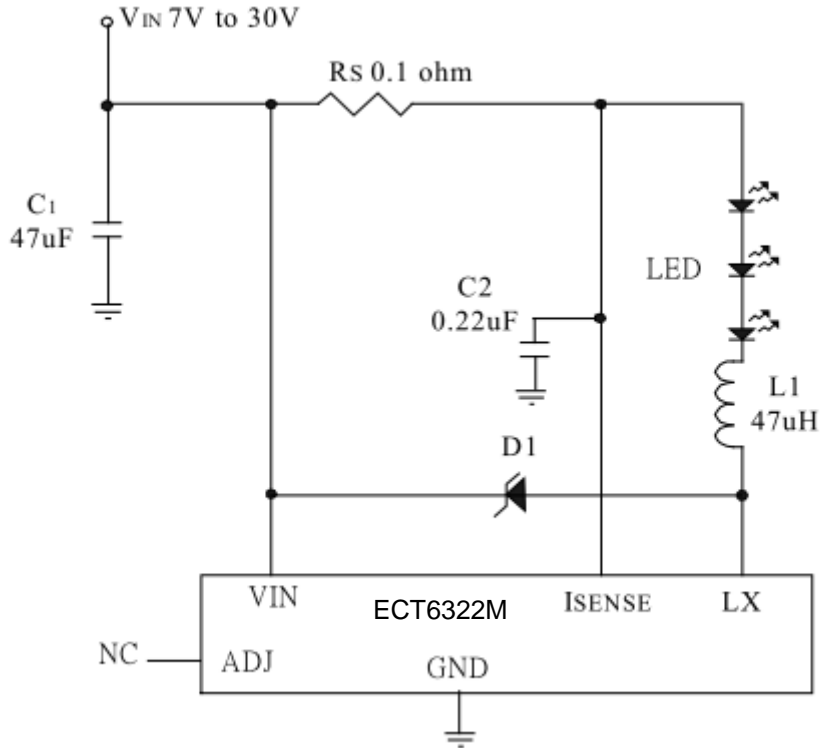 VIN 7V to 30V
RS 0.1 ohm
C1
47uF
LED
C2
0.22uF
L1
47uH
D1
VIN
ECT6322M
ISENSE
LX
NC
ADJ
GND